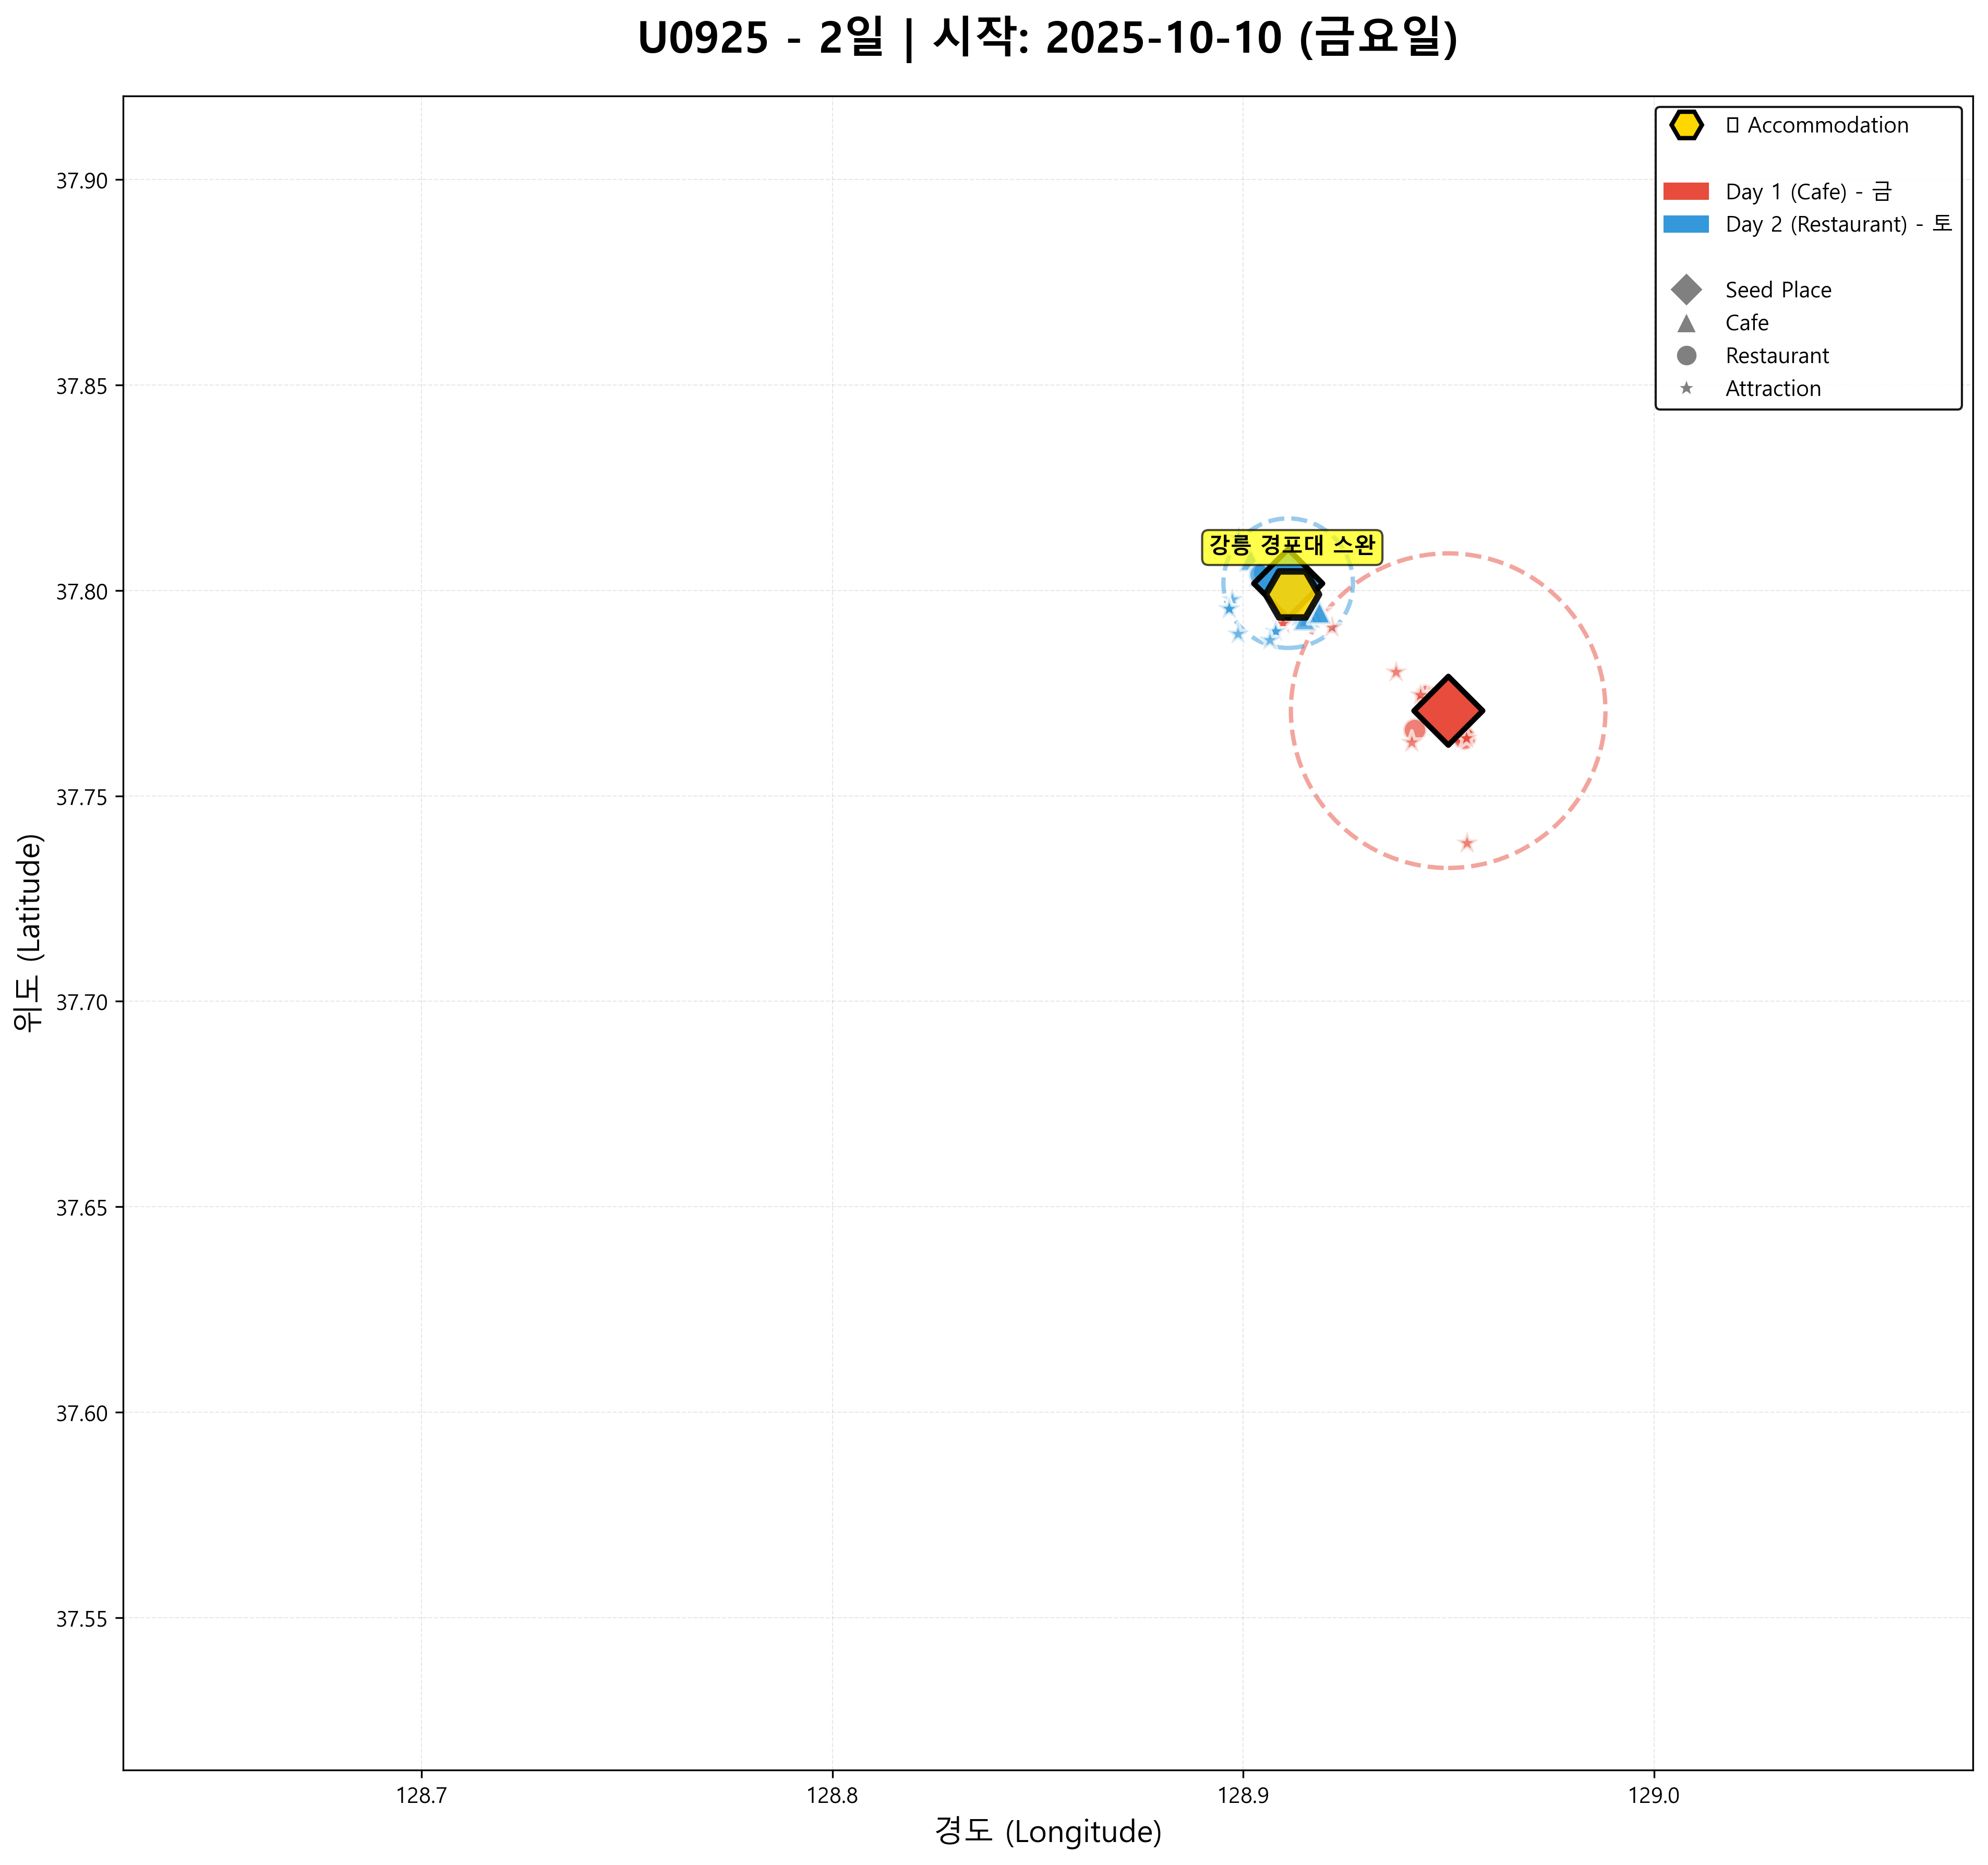 U0925 - 2일 | 시작: 2025-10-10 (금요일)
Accommodation
Day 1 (Cafe) - 금
Day 2 (Restaurant) - 토
Seed Place
Cafe
Restaurant
Attraction
37.90
37.85
37.80
37.75
37.70
37.65
37.60
37.55
강릉 경포대 스완
위도 (Latitude)
128.7
128.8
128.9
129.0
경도 (Longitude)